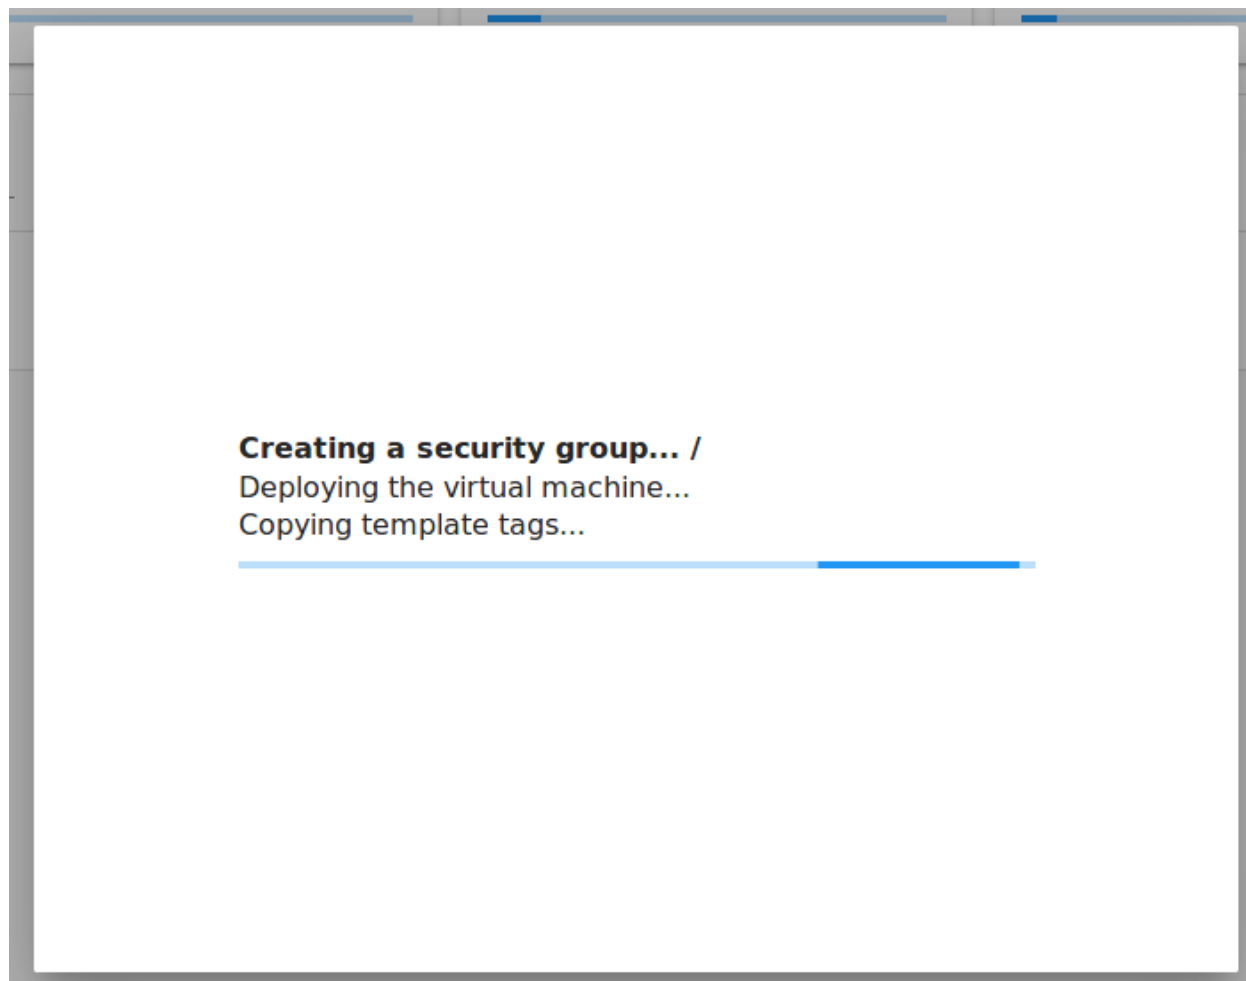 Creating a security group... /
Deploying the virtual machine...
Copying template tags...